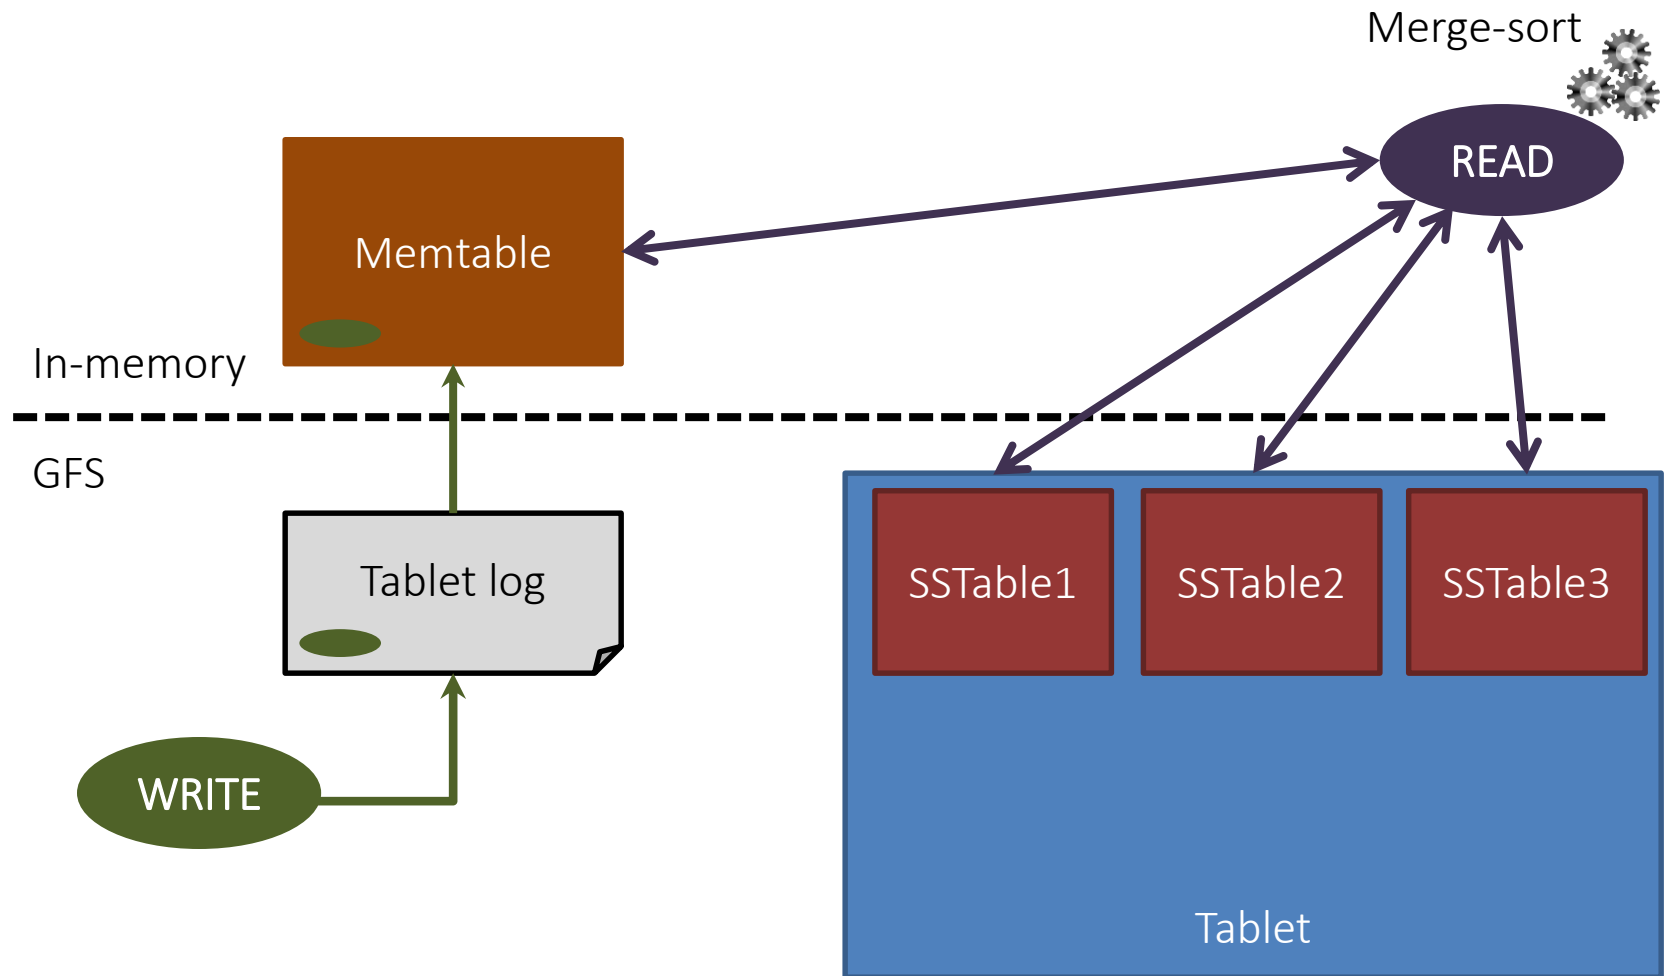 Merge-sort
READ
Memtable
In-memory
GFS
Tablet log
SSTable1
SSTable2
SSTable3
WRITE
Tablet